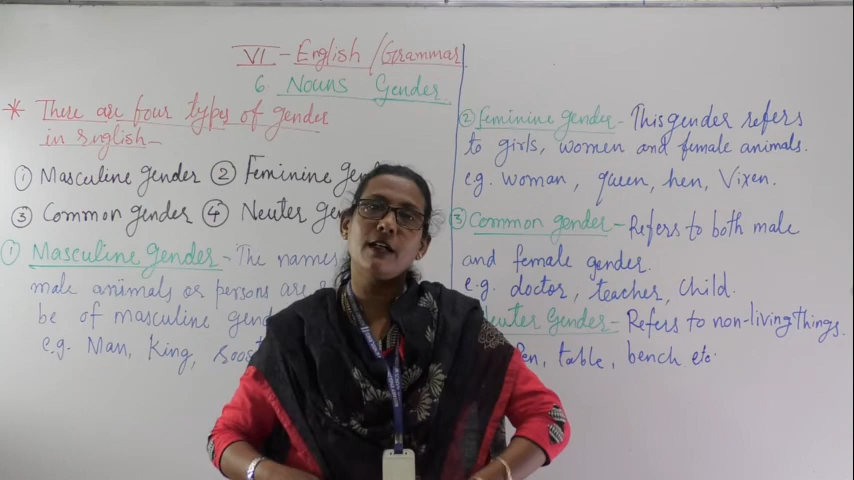 VI - English / Grammar
6 Nouns Gender
* There are four types of gender
in English -
① Masculine gender ② Feminine Gen
③ Common gender ④ Neuter Gen
① Masculine gender - The names
male animals or persons are
be of masculine gend
e.g. Man, King, Roos
② Feminine gender - This gender refers
to girls, women and female animals.
e.g. woman, queen, hen, Vixen.
③ Common gender - Refers to both male
and female gender.
e.g. doctor, teacher, child.
Neuter Gender - Refers to non-living things.
Pen, table, bench etc.